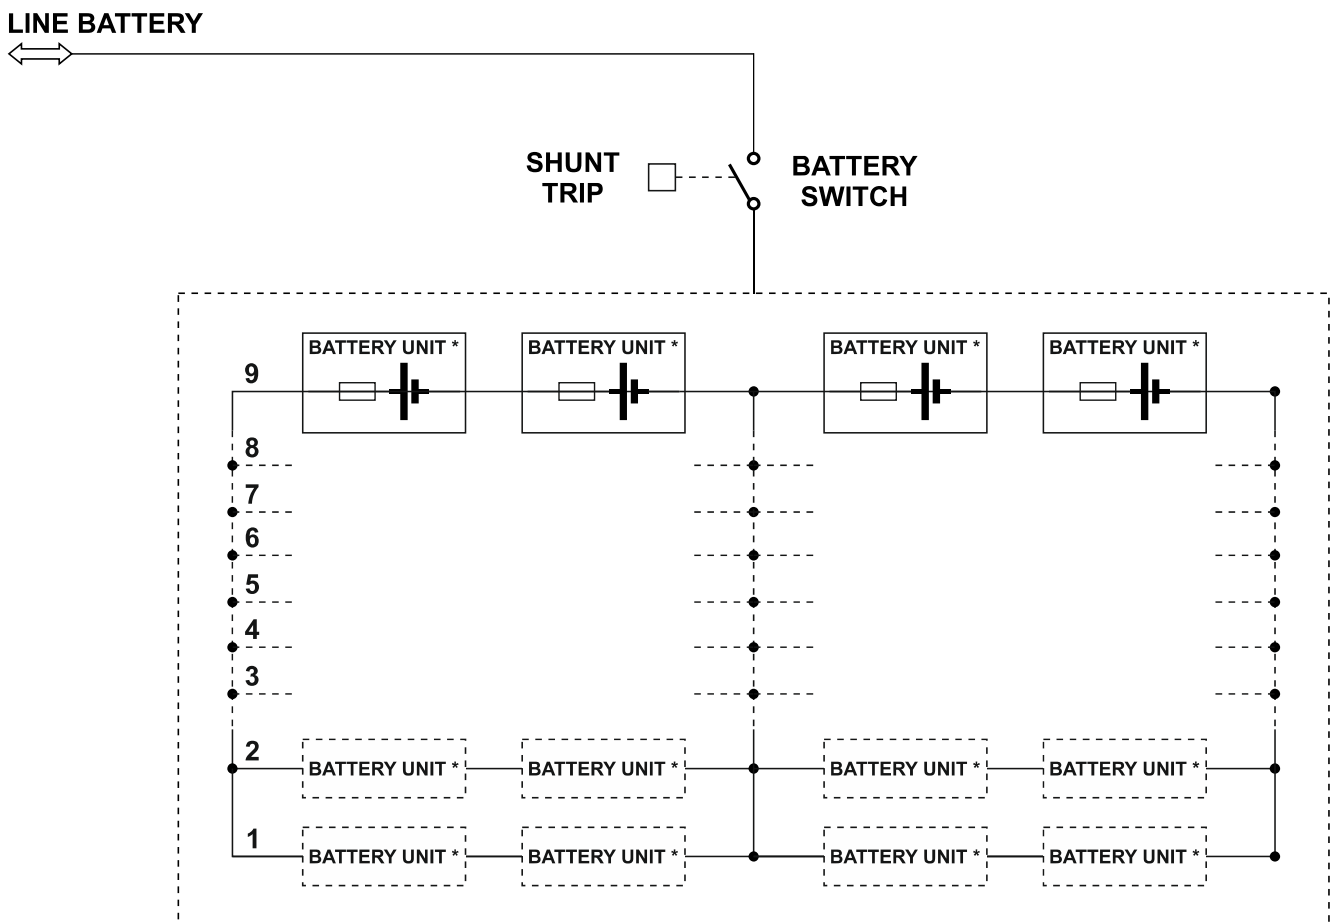 LINE BATTERY
SHUNT
TRIP
BATTERY
SWITCH
BATTERY UNIT * BATTERY UNIT * BATTERY UNIT * BATTERY UNIT *
9
8
7
6
5
4
3
2
BATTERY UNIT * BATTERY UNIT * BATTERY UNIT * BATTERY UNIT *
1
BATTERY UNIT * BATTERY UNIT * BATTERY UNIT * BATTERY UNIT *